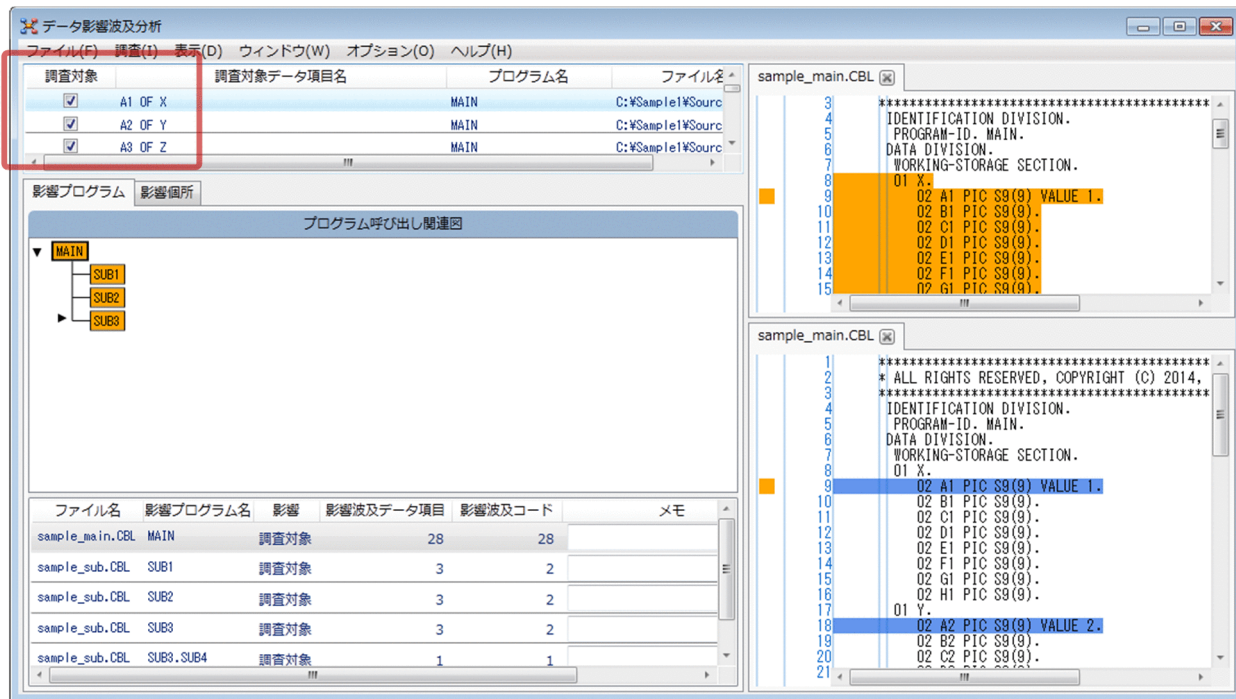 データ影響波及分析
ファイル(F) 調査(I) 表示(D) ウィンドウ(W) オプション(O) ヘルプ(H)
調査対象 調査対象データ項目名 プログラム名 ファイル名
A1 OF X MAIN C:¥Sample1¥Sourc
A2 OF Y MAIN C:¥Sample1¥Sourc
A3 OF Z MAIN C:¥Sample1¥Sourc
影響プログラム 影響個所
プログラム呼び出し関連図
MAIN
SUB1
SUB2
SUB3
ファイル名 影響プログラム名 影響 影響波及データ項目 影響波及コード メモ
sample_main.CBL MAIN 調査対象 28 28
sample_sub.CBL SUB1 調査対象 3 2
sample_sub.CBL SUB2 調査対象 3 2
sample_sub.CBL SUB3 調査対象 3 2
sample_sub.CBL SUB3.SUB4 調査対象 1 1
sample_main.CBL
3 *******************************************
4 IDENTIFICATION DIVISION.
5 PROGRAM-ID. MAIN.
6 DATA DIVISION.
7 WORKING-STORAGE SECTION.
8 01 X.
9 02 A1 PIC S9(9) VALUE 1.
10 02 B1 PIC S9(9).
11 02 C1 PIC S9(9).
12 02 D1 PIC S9(9).
13 02 E1 PIC S9(9).
14 02 F1 PIC S9(9).
15 02 G1 PIC S9(9).
sample_main.CBL
1 *******************************************
2 * ALL RIGHTS RESERVED, COPYRIGHT (C) 2014,
3 *******************************************
4 IDENTIFICATION DIVISION.
5 PROGRAM-ID. MAIN.
6 DATA DIVISION.
7 WORKING-STORAGE SECTION.
8 01 X.
9 02 A1 PIC S9(9) VALUE 1.
10 02 B1 PIC S9(9).
11 02 C1 PIC S9(9).
12 02 D1 PIC S9(9).
13 02 E1 PIC S9(9).
14 02 F1 PIC S9(9).
15 02 G1 PIC S9(9).
16 02 H1 PIC S9(9).
17 01 Y.
18 02 A2 PIC S9(9) VALUE 2.
19 02 B2 PIC S9(9).
20 02 C2 PIC S9(9).
21